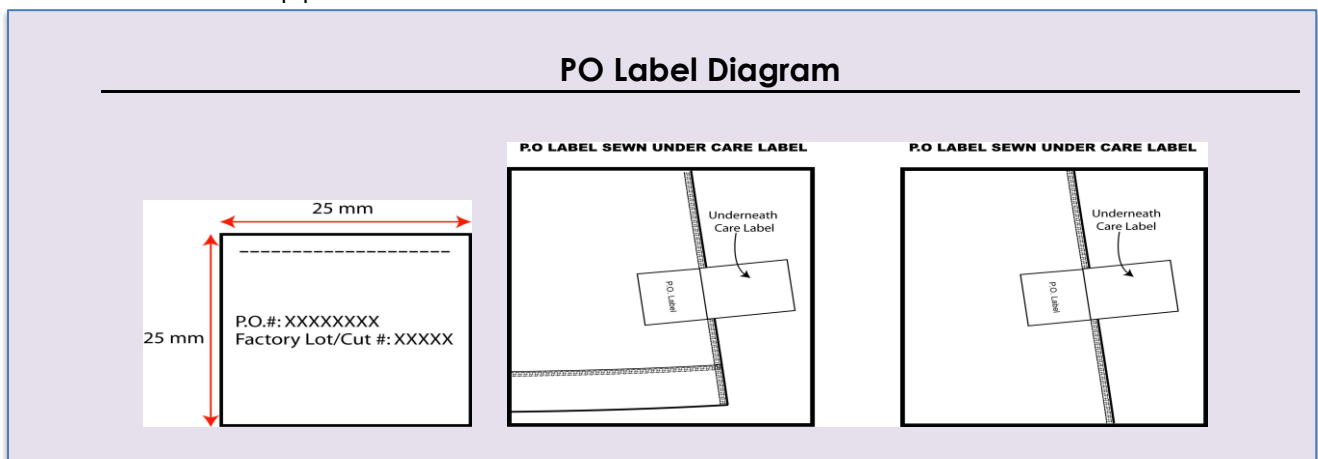 PO Label Diagram
25 mm
25 mm
P.O.#: XXXXXXXX
Factory Lot/Cut #: XXXXX
P.O LABEL SEWN UNDER CARE LABEL
Underneath
Care Label
P.O. Label
P.O LABEL SEWN UNDER CARE LABEL
Underneath
Care Label
P.O. Label